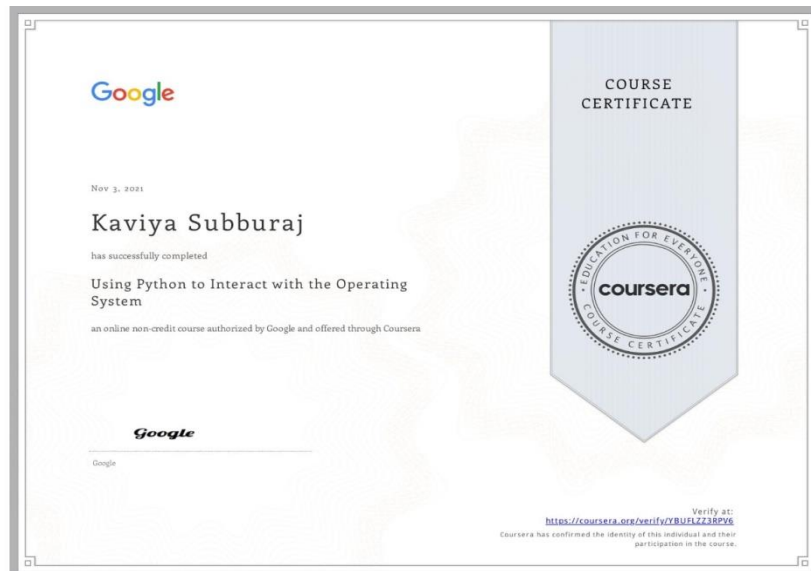 Google
COURSE
CERTIFICATE
Nov 3, 2021
Kaviya Subburaj
has successfully completed
Using Python to Interact with the Operating
System
an online non-credit course authorized by Google and offered through Coursera
EDUCATION FOR EVERYONE
coursera
COURSE CERTIFICATE
Google
Google
Verify at:
https://coursera.org/verify/YBUFLZZ3RPV6
Coursera has confirmed the identity of this individual and their
participation in the course.